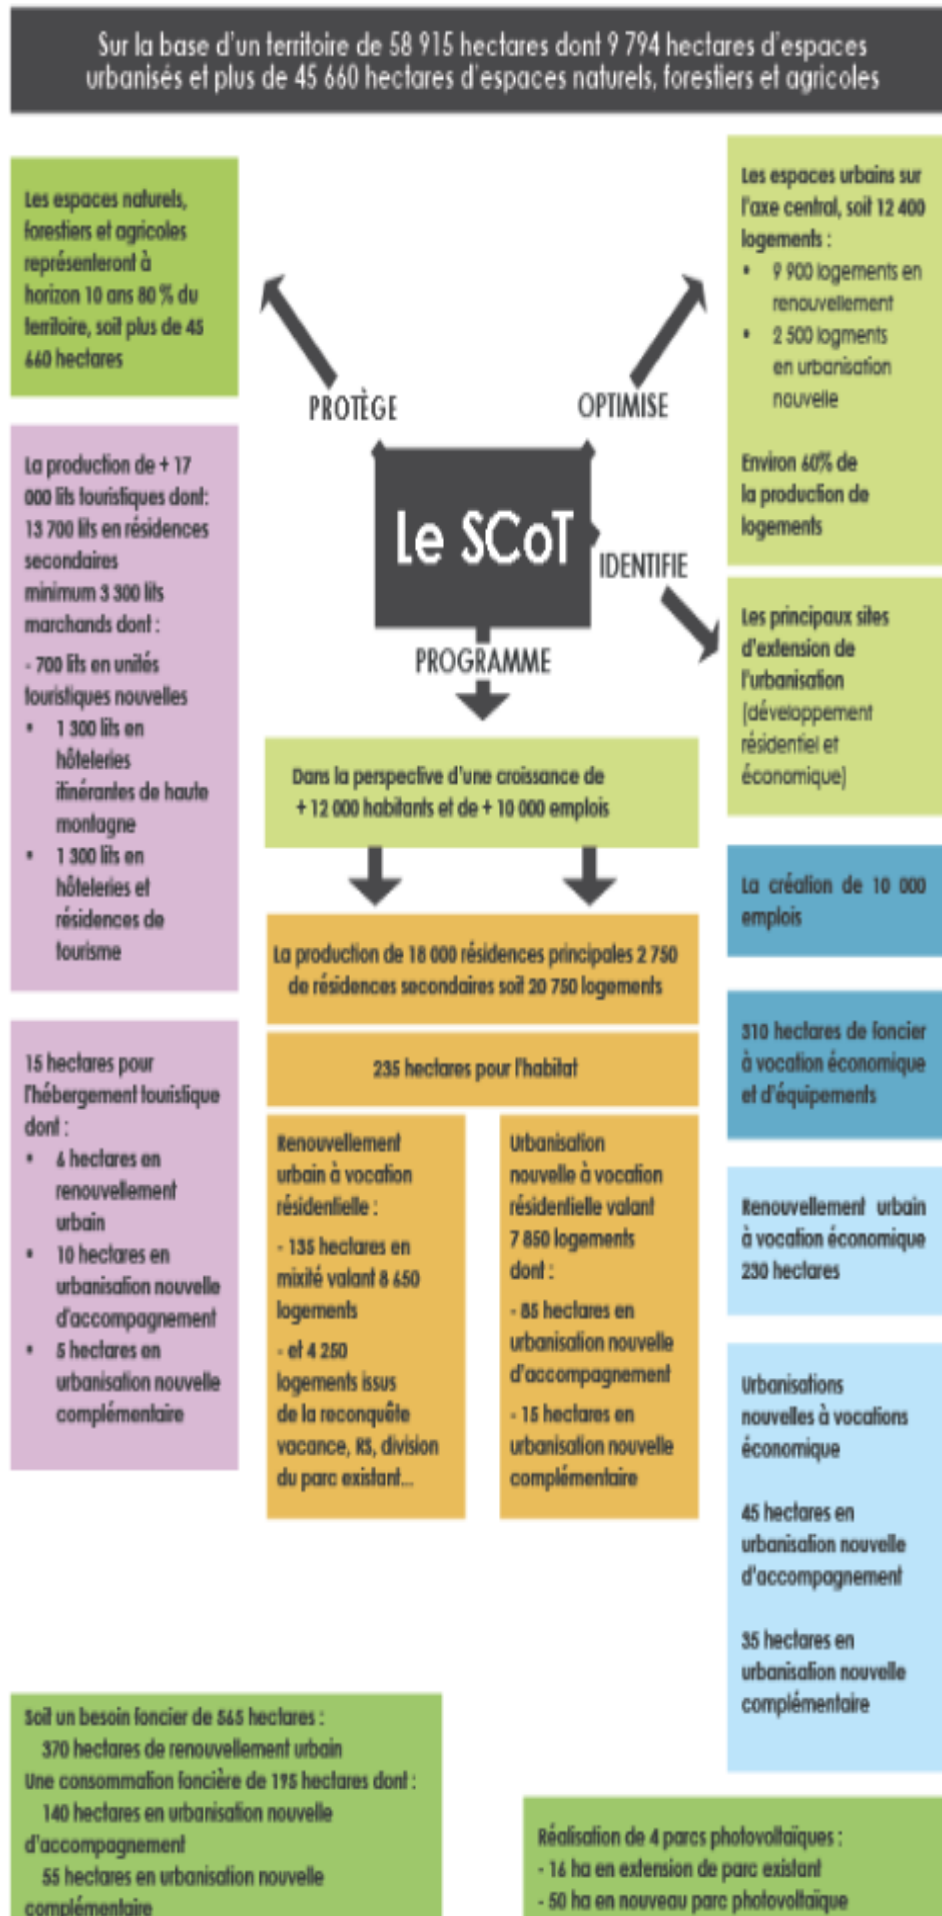 Sur la base d'un territoire de 58 915 hectares dont 9 794 hectares d'espaces
urbanisés et plus de 45 660 hectares d'espaces naturels, forestiers et agricoles
Les espaces naturels,
forestiers et agricoles
représenteront à
horizon 10 ans 80 % du
territoire, soit plus de 45
660 hectares
Les espaces urbains sur
l'axe central, soit 12 400
logements :
• 9 900 logements en
renouvellement
• 2 500 logments
en urbanisation
nouvelle
Environ 60% de
la production de
logements
PROTÈGE
OPTIMISE
Le SCoT
IDENTIFIE
PROGRAMME
La production de + 17
000 lits touristiques dont:
13 700 lits en résidences
secondaires
minimum 3 300 lits
marchands dont :
- 700 lits en unités
touristiques nouvelles
• 1 300 lits en
hôteleries
itinérantes de haute
montagne
• 1 300 lits en
hôteleries et
résidences de
tourisme
Les principaux sites
d'extension de
l'urbanisation
(développement
résidentiel et
économique)
Dans la perspective d'une croissance de
+ 12 000 habitants et de + 10 000 emplois
La création de 10 000
emplois
La production de 18 000 résidences principales 2 750
de résidences secondaires soit 20 750 logements
310 hectares de foncier
à vocation économique
et d'équipements
15 hectares pour
l'hébergement touristique
dont :
• 6 hectares en
renouvellement
urbain
• 10 hectares en
urbanisation nouvelle
d'accompagnement
• 5 hectares en
urbanisation nouvelle
complémentaire
235 hectares pour l'habitat
Renouvellement
urbain à vocation
résidentielle :
- 135 hectares en
mixité valant 8 650
logements
- et 4 250
logements issus
de la reconquête
vacance, RS, division
du parc existant...
Urbanisation
nouvelle à vocation
résidentielle valant
7 850 logements
dont :
- 85 hectares en
urbanisation nouvelle
d'accompagnement
- 15 hectares en
urbanisation nouvelle
complémentaire
Renouvellement urbain
à vocation économique
230 hectares
Urbanisations
nouvelles à vocations
économique
45 hectares en
urbanisation nouvelle
d'accompagnement
35 hectares en
urbanisation nouvelle
complémentaire
Soit un besoin foncier de 565 hectares :
370 hectares de renouvellement urbain
Une consommation foncière de 195 hectares dont :
140 hectares en urbanisation nouvelle
d'accompagnement
55 hectares en urbanisation nouvelle
complémentaire
Réalisation de 4 parcs photovoltaïques :
- 16 ha en extension de parc existant
- 50 ha en nouveau parc photovoltaïque